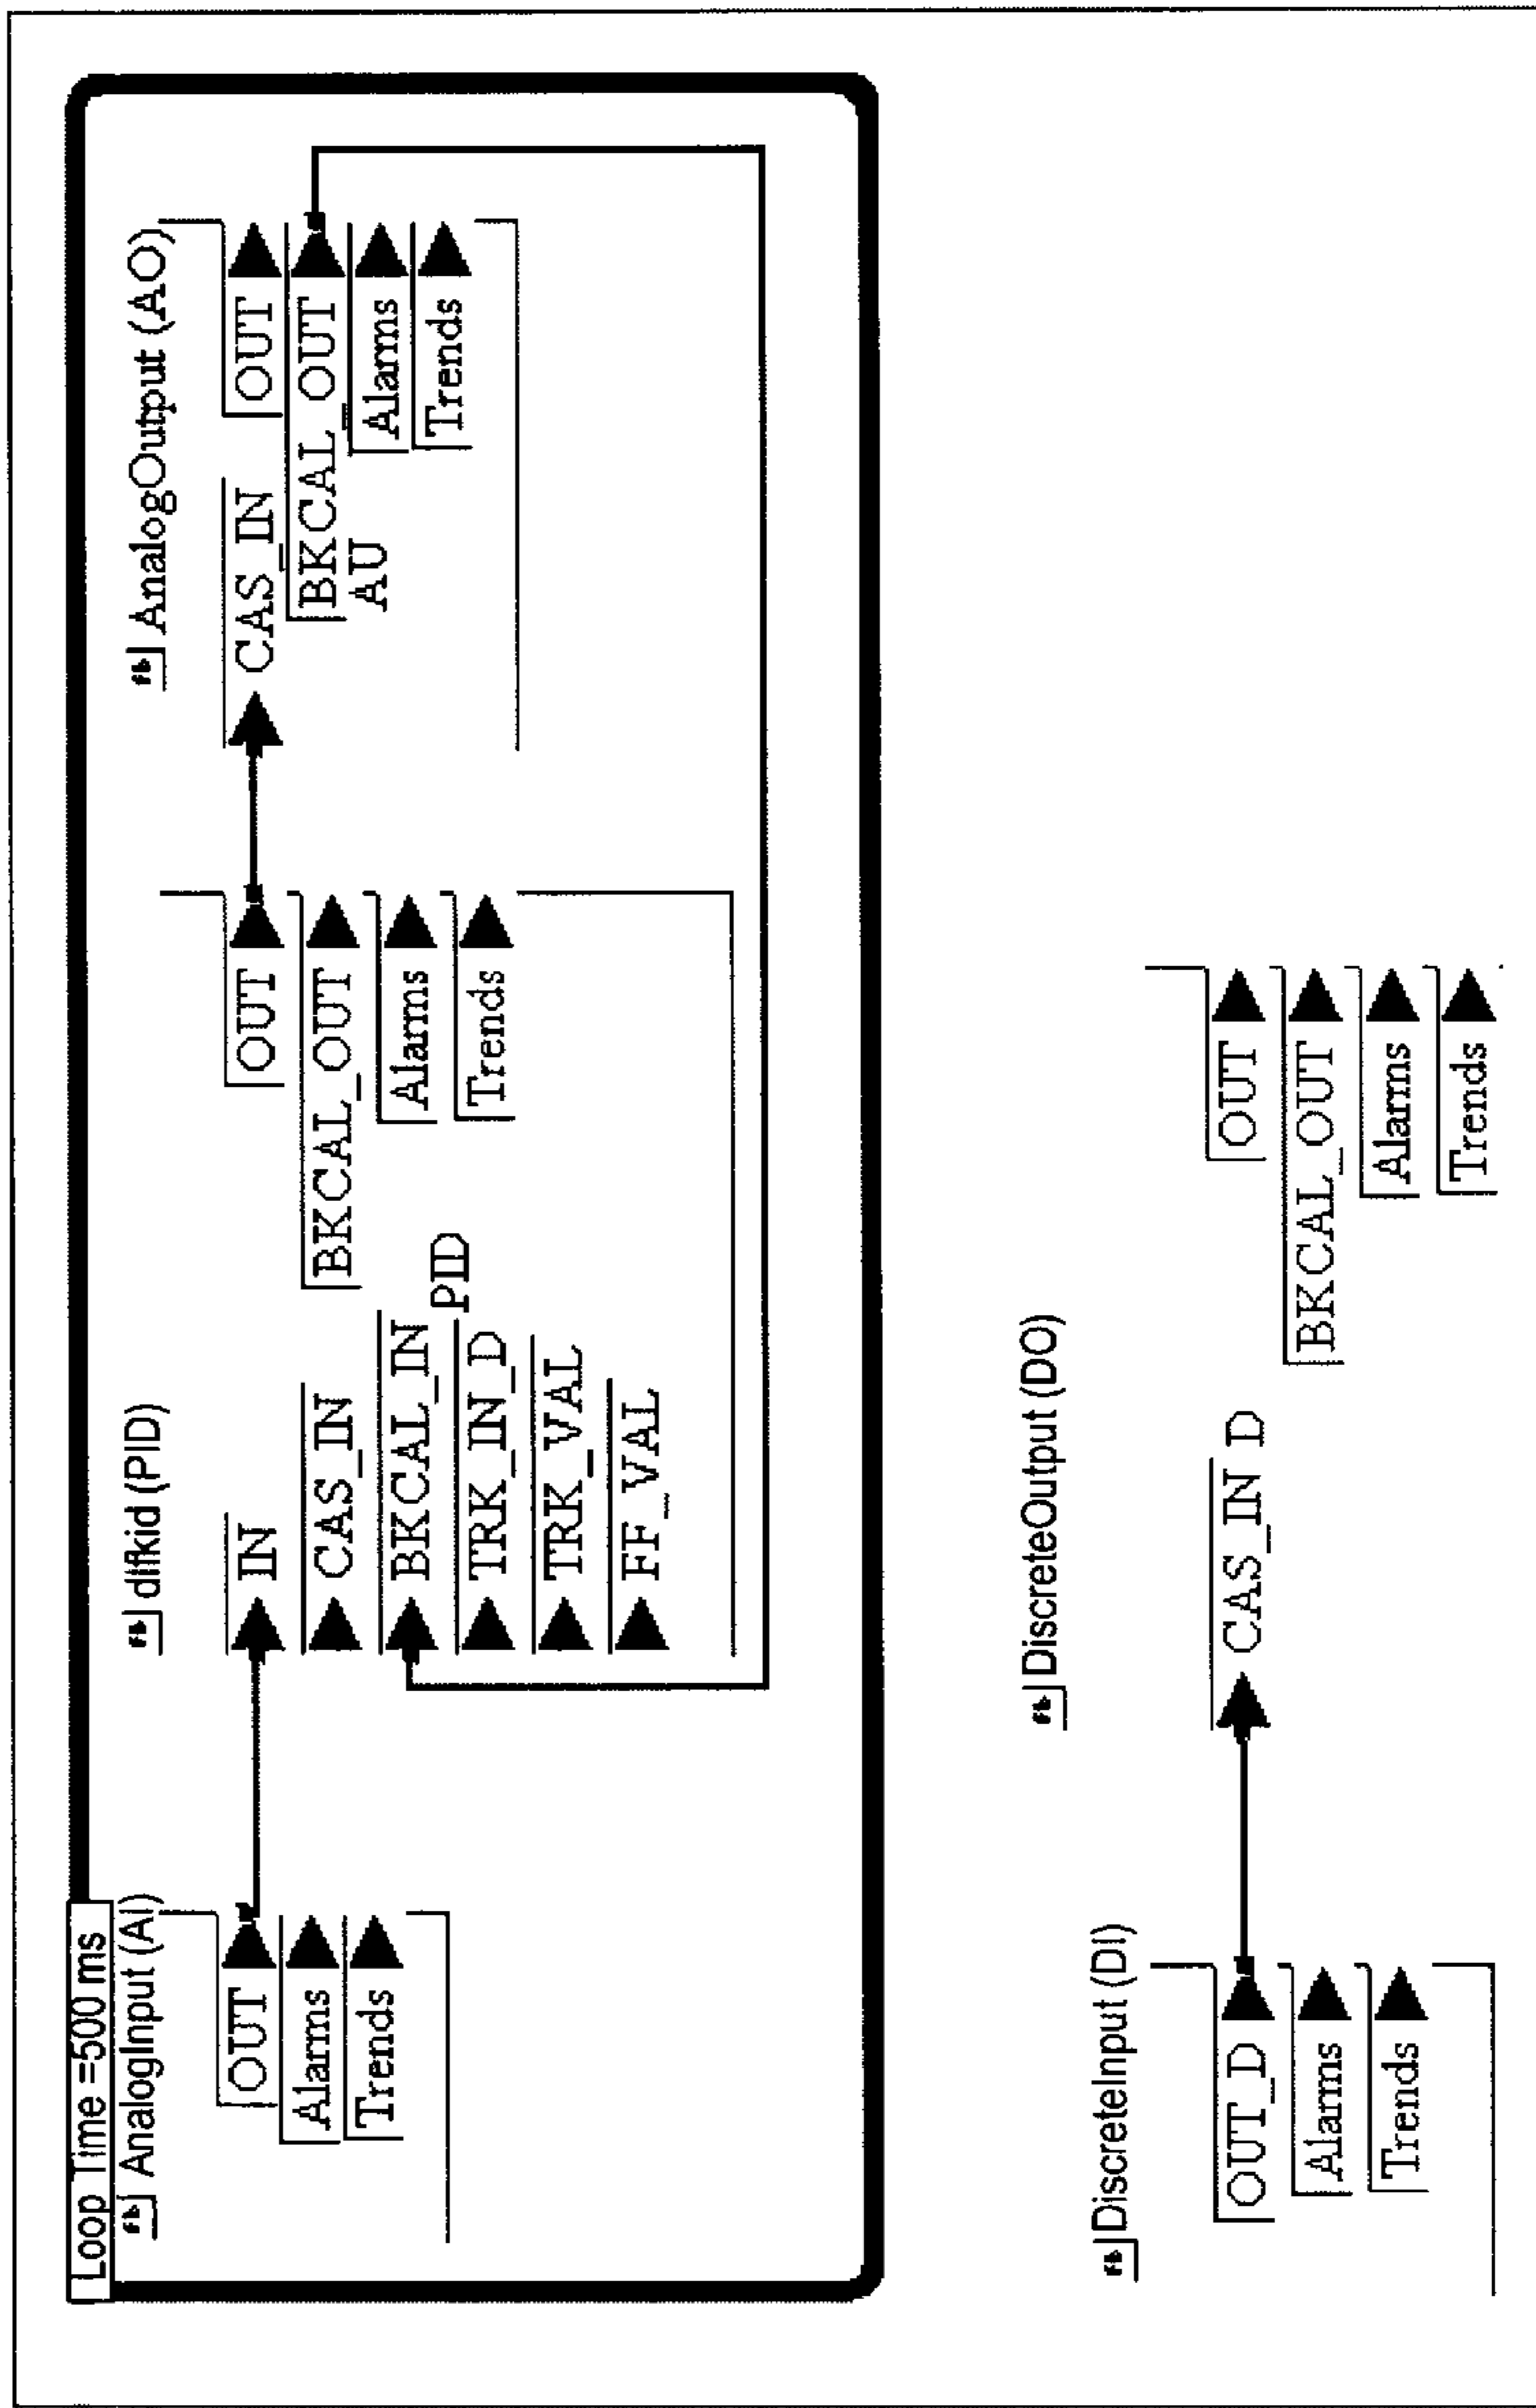 Loop Time =500 ms
AnalogInput (AI)
OUT
Alarms
Trends
difkid (PID)
IN
CAS_IN
BKCAL_IN
TRK_IN_D
TRK_VAL
FF_VAL
PID
OUT
BKCAL_OUT
Alarms
Trends
AnalogOutput (AO)
CAS_IN
OUT
BKCAL_OUT
AU
Alarms
Trends
DiscreteInput (DI)
OUT_D
Alarms
Trends
DiscreteOutput (DO)
CAS_IN_D
OUT
BKCAL_OUT
Alarms
Trends